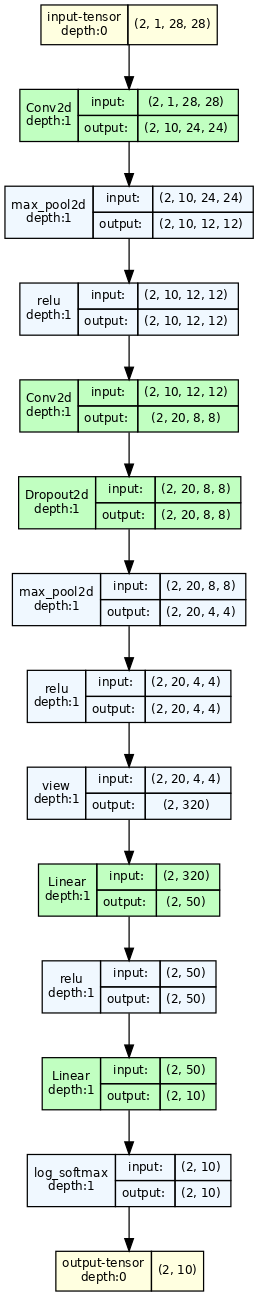 input-tensor
depth:0
(2, 1, 28, 28)
Conv2d
depth:1
input:
(2, 1, 28, 28)
output:
(2, 10, 24, 24)
max_pool2d
depth:1
input:
(2, 10, 24, 24)
output:
(2, 10, 12, 12)
relu
depth:1
input:
(2, 10, 12, 12)
output:
(2, 10, 12, 12)
Conv2d
depth:1
input:
(2, 10, 12, 12)
output:
(2, 20, 8, 8)
Dropout2d
depth:1
input:
(2, 20, 8, 8)
output:
(2, 20, 8, 8)
max_pool2d
depth:1
input:
(2, 20, 8, 8)
output:
(2, 20, 4, 4)
relu
depth:1
input:
(2, 20, 4, 4)
output:
(2, 20, 4, 4)
view
depth:1
input:
(2, 20, 4, 4)
output:
(2, 320)
Linear
depth:1
input:
(2, 320)
output:
(2, 50)
relu
depth:1
input:
(2, 50)
output:
(2, 50)
Linear
depth:1
input:
(2, 50)
output:
(2, 10)
log_softmax
depth:1
input:
(2, 10)
output:
(2, 10)
output-tensor
depth:0
(2, 10)